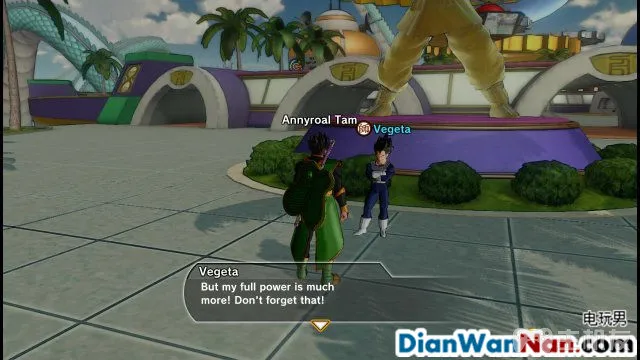 Annyroal Tam
Vegeta
Vegeta
But my full power is much
more! Don't forget that!
电玩男
DianWanNan.com